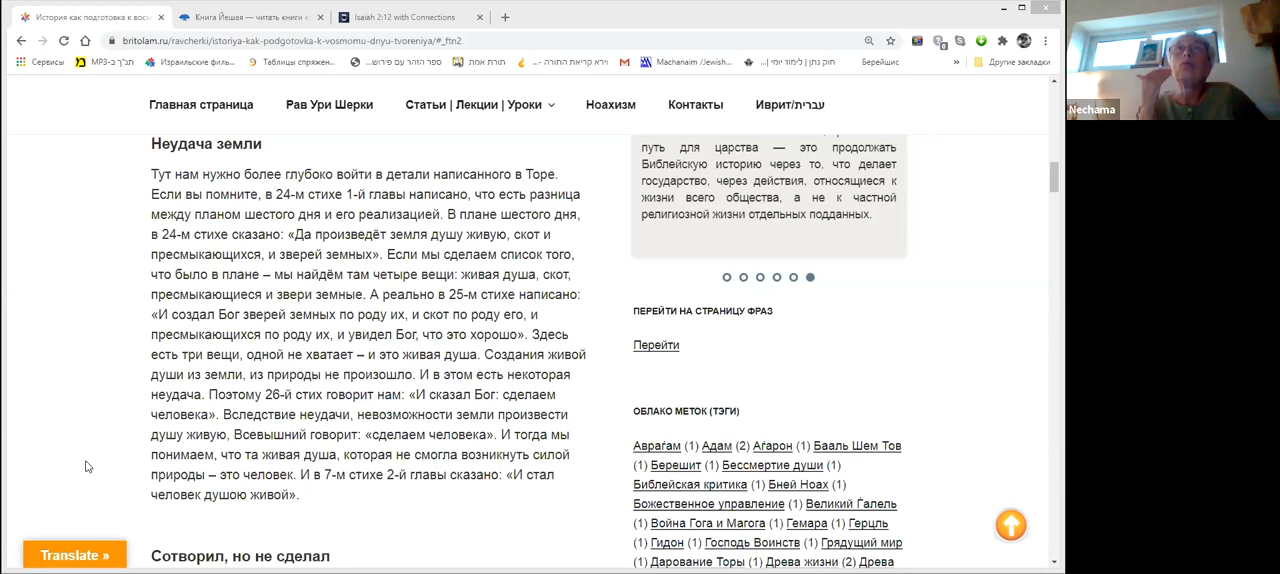 История как подготовка к восьм
Книга Йешая — читать книги с
Isaiah 2:12 with Connections
britolam.ru/ravcherki/istoriya-kak-podgotovka-k-vosmomu-dnyu-tvoreniya/#_ftn2
Сервисы
תנ"ך ב-MP3
Израильские фил...
Таблицы спряжен...
ספר הזהר עם פירוש...
תורת אמת
וירא קריאת התורה -...
Machanaim /Jewish...
חוק נתן | לימוד יומי |...
Берейшис
»
Другие закладки
Nechama
Главная страница
Рав Ури Шерки
Статьи | Лекции | Уроки
Ноахизм
Контакты
Иврит/עברית
Неудача земли
Тут нам нужно более глубоко войти в детали написанного в Торе.
Если вы помните, в 24-м стихе 1-й главы написано, что есть разница
между планом шестого дня и его реализацией. В плане шестого дня,
в 24-м стихе сказано: «Да произведёт земля душу живую, скот и
пресмыкающихся, и зверей земных». Если мы сделаем список того,
что было в плане – мы найдём там четыре вещи: живая душа, скот,
пресмыкающиеся и звери земные. А реально в 25-м стихе написано:
«И создал Бог зверей земных по роду их, и скот по роду его, и
пресмыкающихся по роду их, и увидел Бог, что это хорошо». Здесь
есть три вещи, одной не хватает – и это живая душа. Создания живой
души из земли, из природы не произошло. И в этом есть некоторая
неудача. Поэтому 26-й стих говорит нам: «И сказал Бог: сделаем
человека». Вследствие неудачи, невозможности земли произвести
душу живую, Всевышний говорит: «сделаем человека». И тогда мы
понимаем, что та живая душа, которая не смогла возникнуть силой
природы – это человек. И в 7-м стихе 2-й главы сказано: «И стал
человек душою живой».
Сотворил, но не сделал
Translate »
путь для царства — это продолжать
Библейскую историю через то, что делает
государство, через действия, относящиеся к
жизни всего общества, а не к частной
религиозной жизни отдельных подданных.
ПЕРЕЙТИ НА СТРАНИЦУ ФРАЗ
Перейти
ОБЛАКО МЕТОК (ТЭГИ)
Авраѓам (1) Адам (2) Аѓарон (1) Бааль Шем Тов
(1) Берешит (1) Бессмертие души (1)
Библейская критика (1) Бней Ноах (1)
Божественное управление (1) Великий Ѓалель
(1) Война Гога и Магога (1) Гемара (1) Герцль
(1) Гидон (1) Господь Воинств (1) Грядущий мир
(1) Дарование Торы (1) Древа жизни (2) Древа